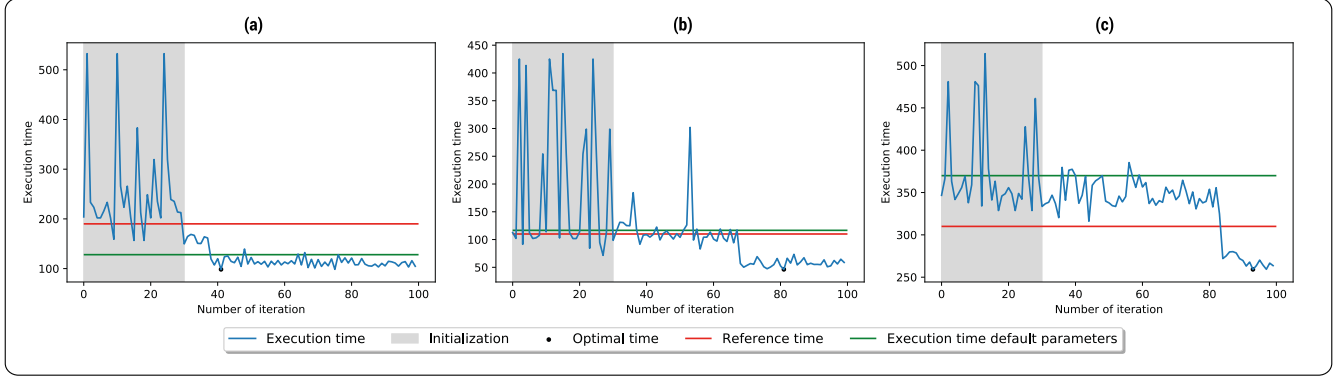 (a)
500
400
300
200
100
Execution time
0
20
40
60
80
100
Number of iteration
(b)
450
400
350
300
250
200
150
100
50
Execution time
0
20
40
60
80
100
Number of iteration
(c)
500
450
400
350
300
250
Execution time
0
20
40
60
80
100
Number of iteration
Execution time
Initialization
Optimal time
Reference time
Execution time default parameters